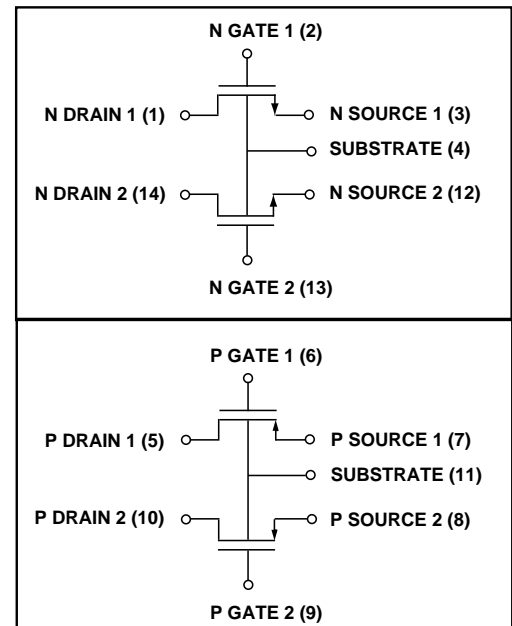 N GATE 1 (2)
N DRAIN 1 (1) N SOURCE 1 (3)
SUBSTRATE (4)
N DRAIN 2 (14) N SOURCE 2 (12)
N GATE 2 (13)
P GATE 1 (6)
P DRAIN 1 (5) P SOURCE 1 (7)
SUBSTRATE (11)
P DRAIN 2 (10) P SOURCE 2 (8)
P GATE 2 (9)